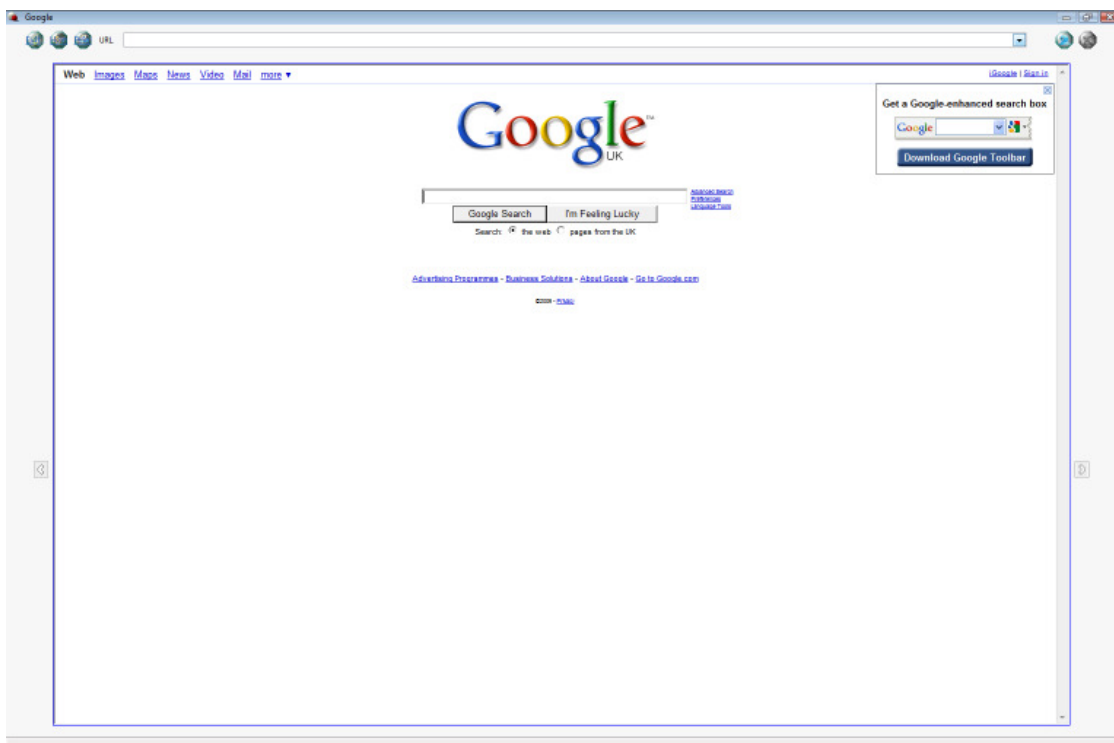 Google
URL
Web Images Maps News Video Mail more ▼
iGoogle | Sign in
Get a Google-enhanced search box
Google
Download Google Toolbar
Google™
UK
Advanced Search
Preferences
Language Tools
Google Search I'm Feeling Lucky
Search: the web pages from the UK
Advertising Programmes - Business Solutions - About Google - Go to Google.com
Privacy